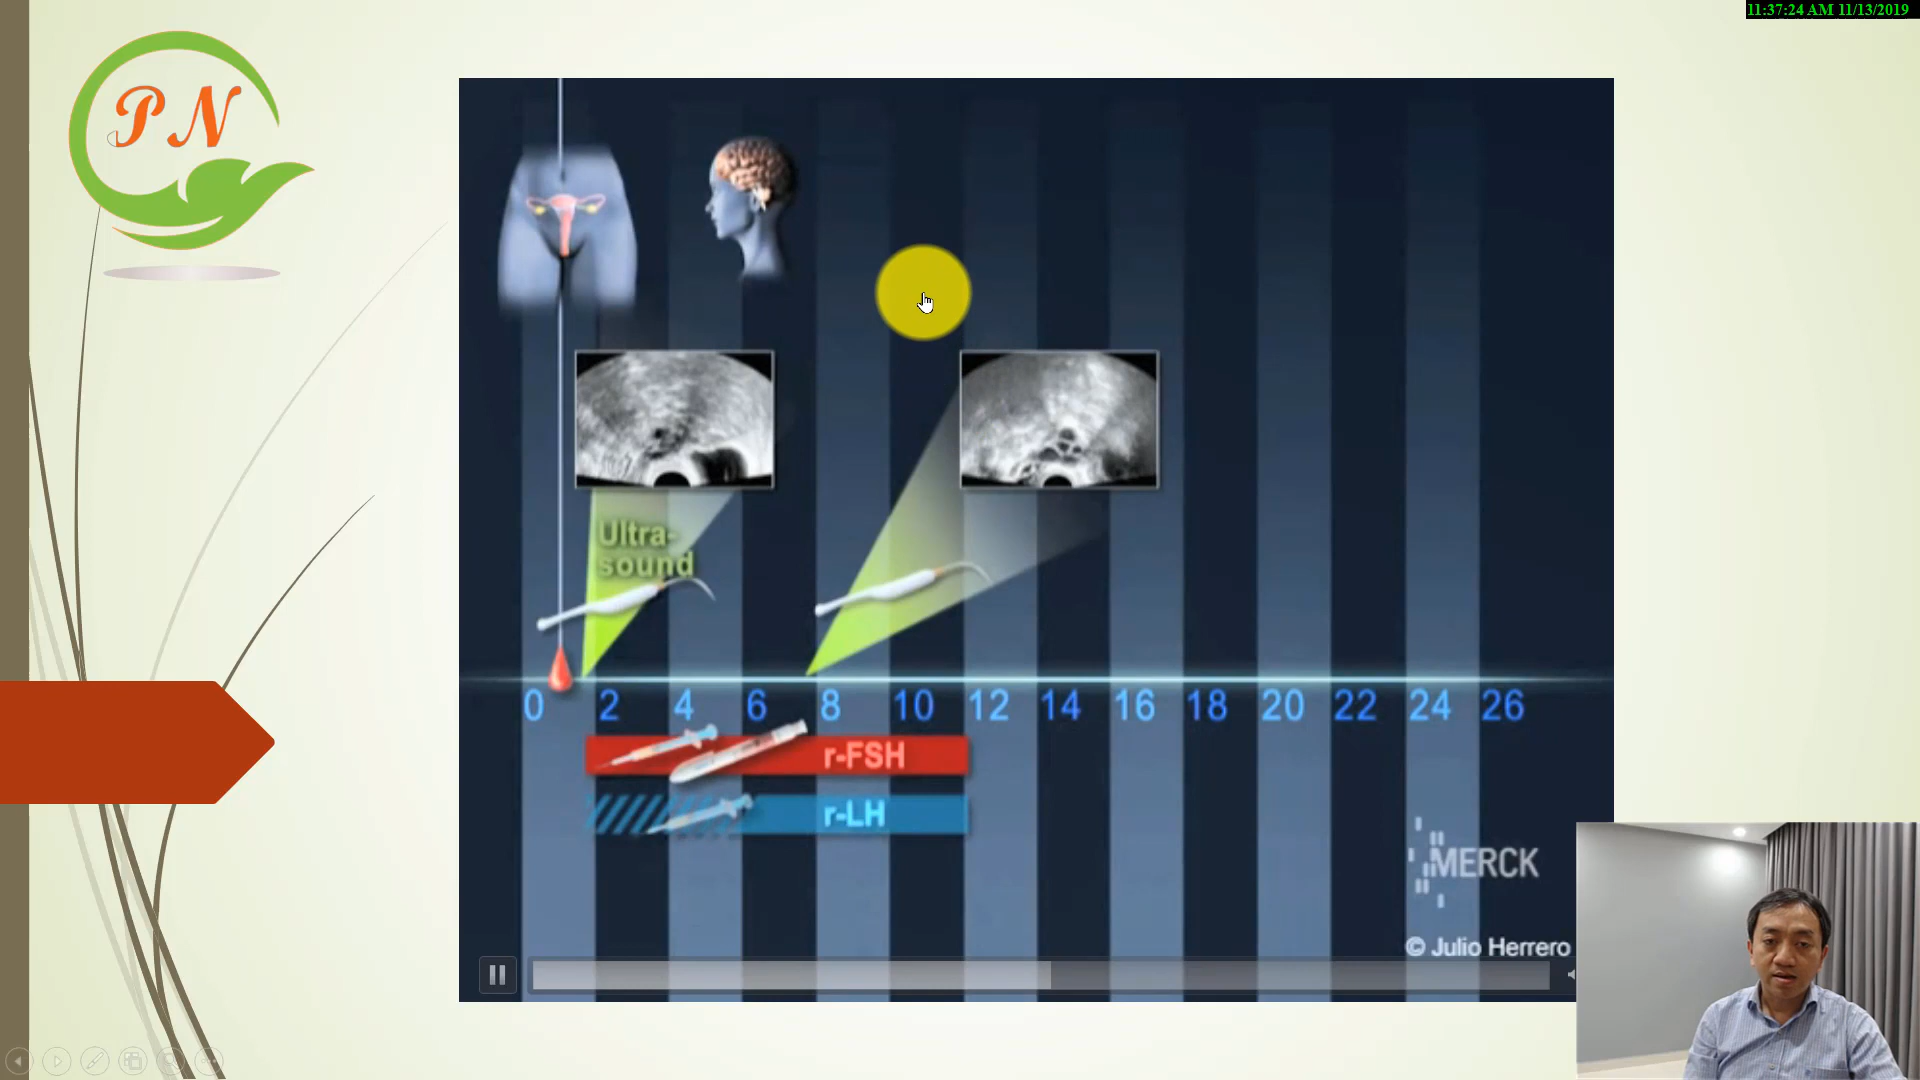 11:37:24 AM 11/13/2019
PN
Ultra-
sound
0 2 4 6 8 10 12 14 16 18 20 22 24 26
r-FSH
r-LH
MERCK
© Julio Herrero